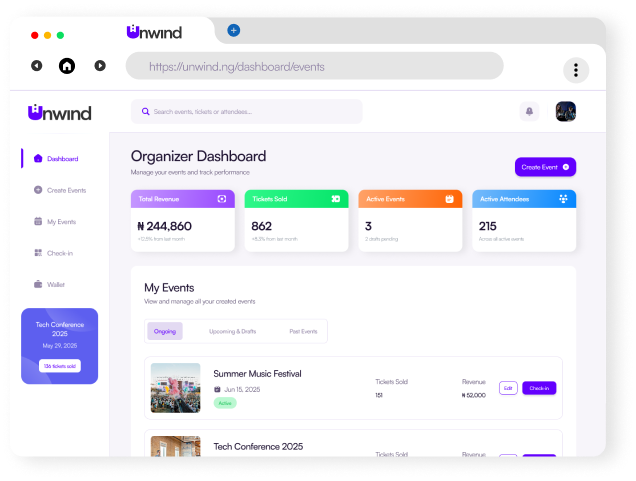 Unwind
https://unwind.ng/dashboard/events
Unwind
Search events, tickets or attendees...
Dashboard
Create Events
My Events
Check-in
Wallet
Tech Conference
2025
May 29, 2025
136 tickets sold
Organizer Dashboard
Manage your events and track performance
Create Event
Total Revenue
₦ 244,860
+12.5% from last month
Tickets Sold
862
+8.3% from last month
Active Events
3
2 drafts pending
Active Attendees
215
Across all active events
My Events
View and manage all your created events
Ongoing
Upcoming & Drafts
Past Events
Summer Music Festival
Jun 15, 2025
Active
Tickets Sold
151
Revenue
₦ 52,000
Edit
Check-in
Tech Conference 2025
Tickets Sold
Revenue